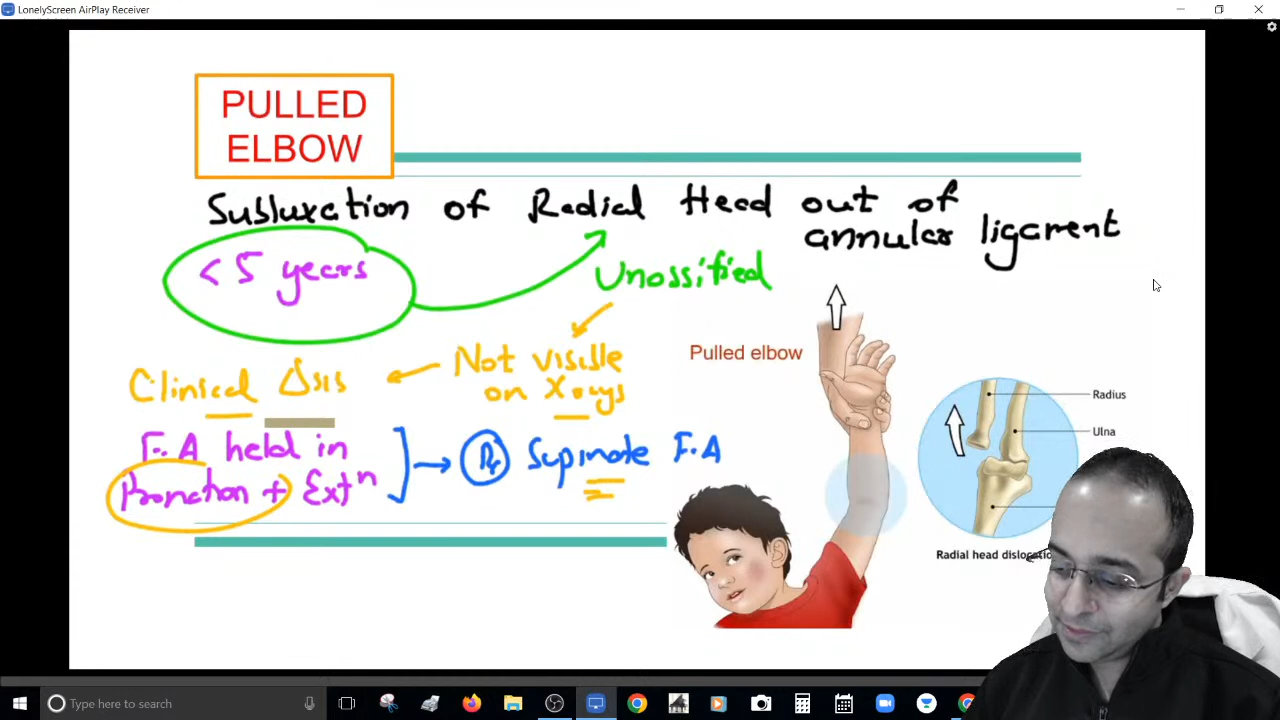 LonelyScreen AirPlay Receiver
PULLED
ELBOW
Subluxation of Radial Head out of
annular ligament
< 5 years
Unossified
Pulled elbow
Not visible
on X rays
Clinical Δsis
F.A held in
Pronation + Extⁿ
Rx Supinate F.A
Radius
Ulna
Radial head dislocatio
Type here to search